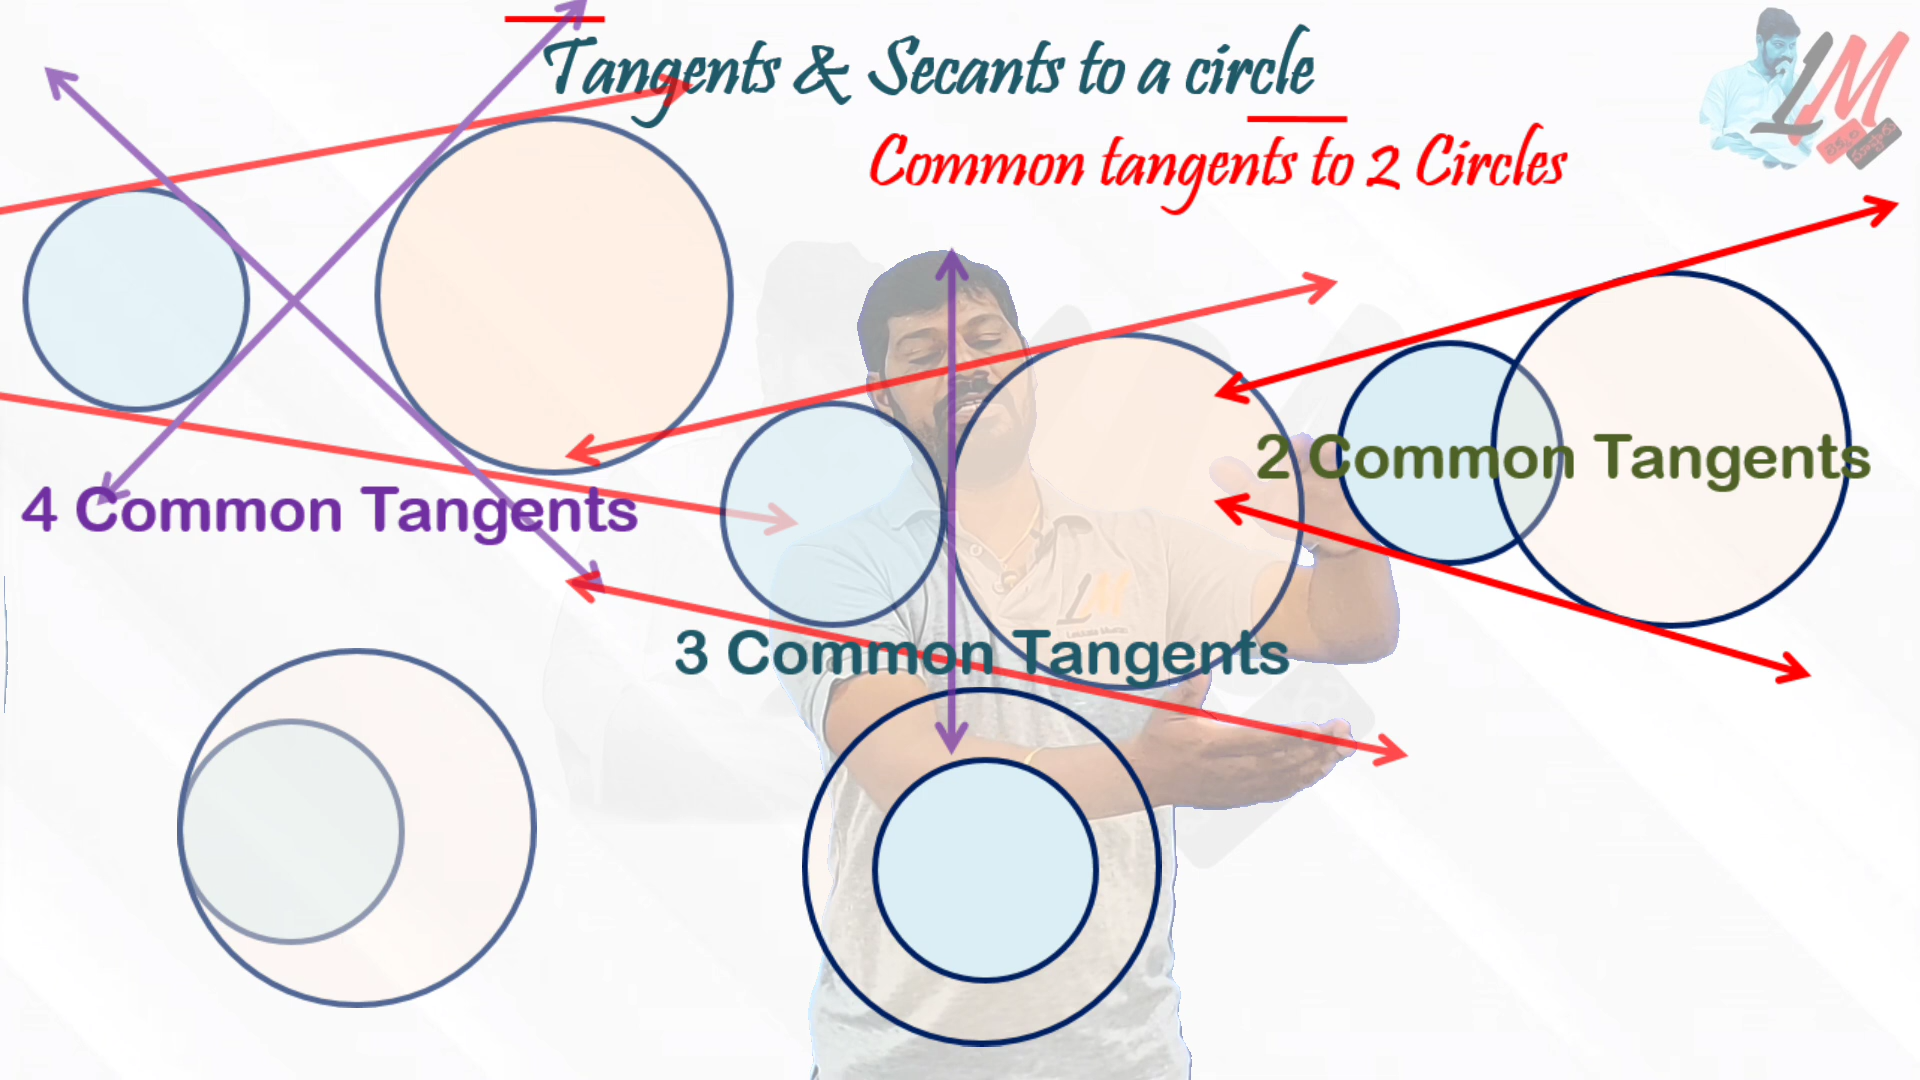 Tangents & Secants to a circle
Common tangents to 2 Circles
LM
2 Common Tangents
4 Common Tangents
LM
3 Common Tangents